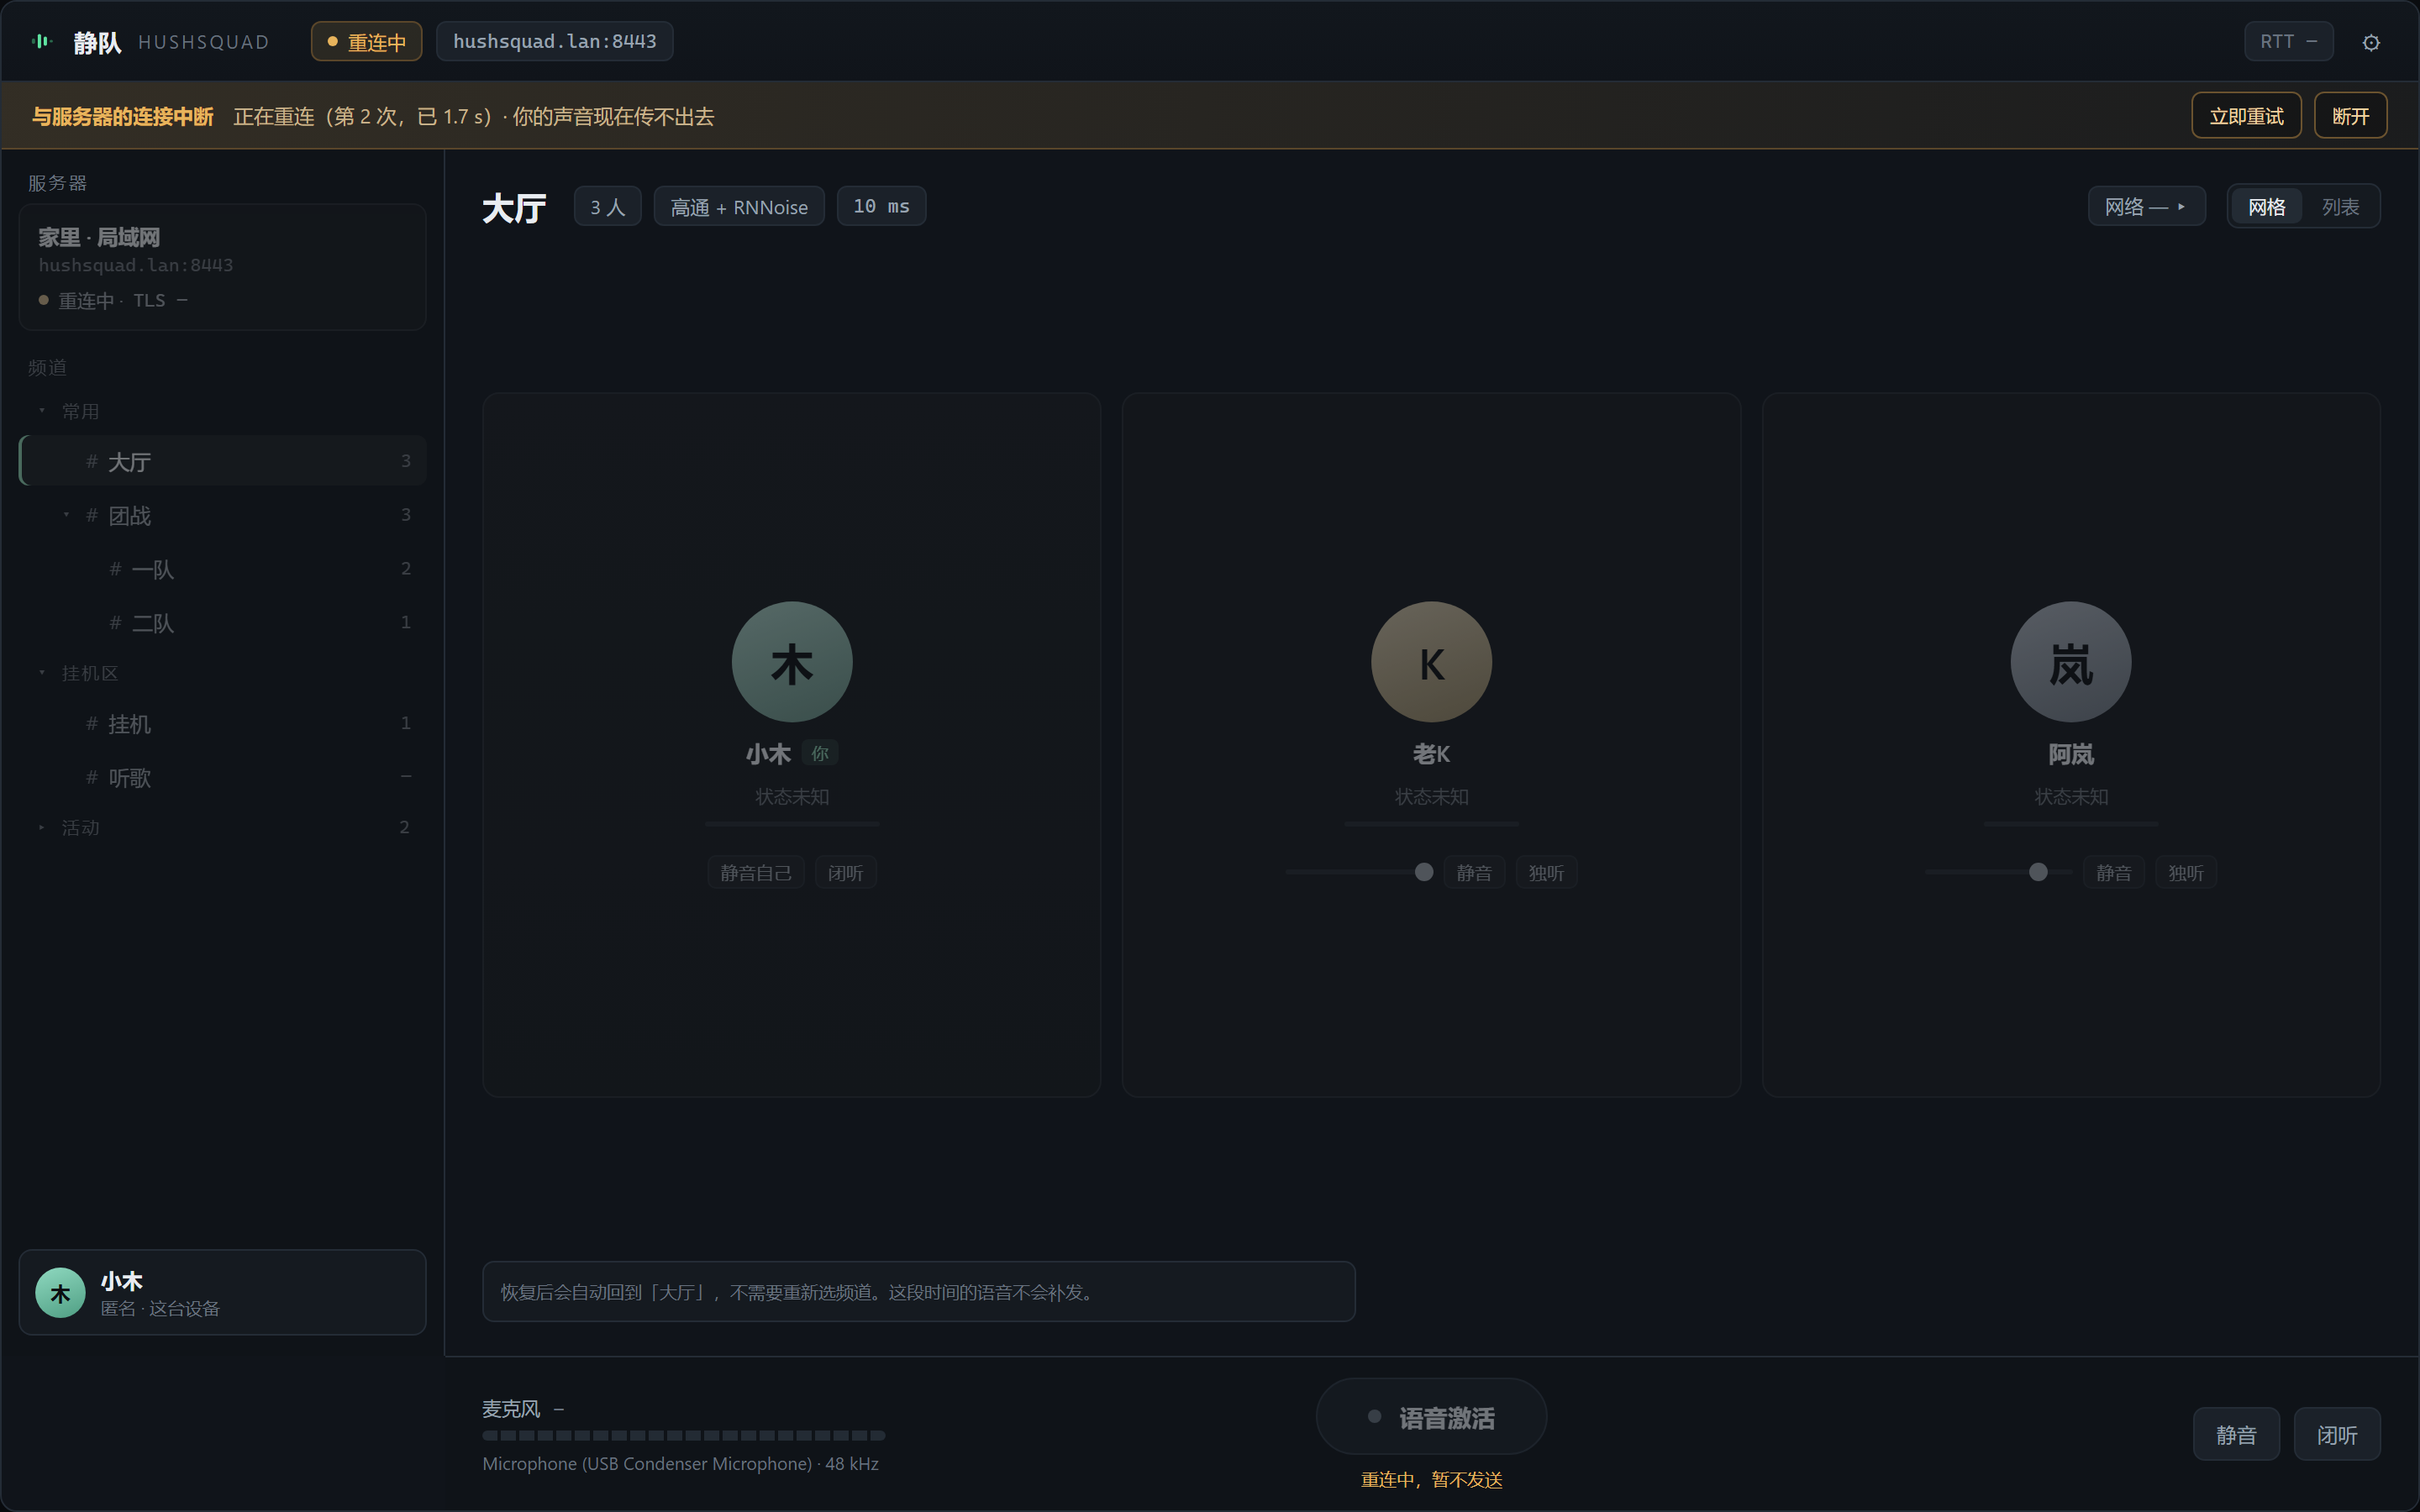 静队 HUSHSQUAD 重连中 hushsquad.lan:8443 RTT —
与服务器的连接中断 正在重连（第 2 次，已 1.7 s）· 你的声音现在传不出去 立即重试 断开
服务器
家里 · 局域网
hushsquad.lan:8443
重连中 · TLS —
频道
常用
# 大厅 3
# 团战 3
# 一队 2
# 二队 1
挂机区
# 挂机 1
# 听歌 —
活动 2
木 小木
匿名 · 这台设备
大厅 3 人 高通 + RNNoise 10 ms 网络 — 网格 列表
木
小木 你
状态未知
静音自己 闭听
K
老K
状态未知
静音 独听
岚
阿岚
状态未知
静音 独听
恢复后会自动回到「大厅」，不需要重新选频道。这段时间的语音不会补发。
麦克风 —
Microphone (USB Condenser Microphone) · 48 kHz
语音激活
重连中，暂不发送
静音 闭听